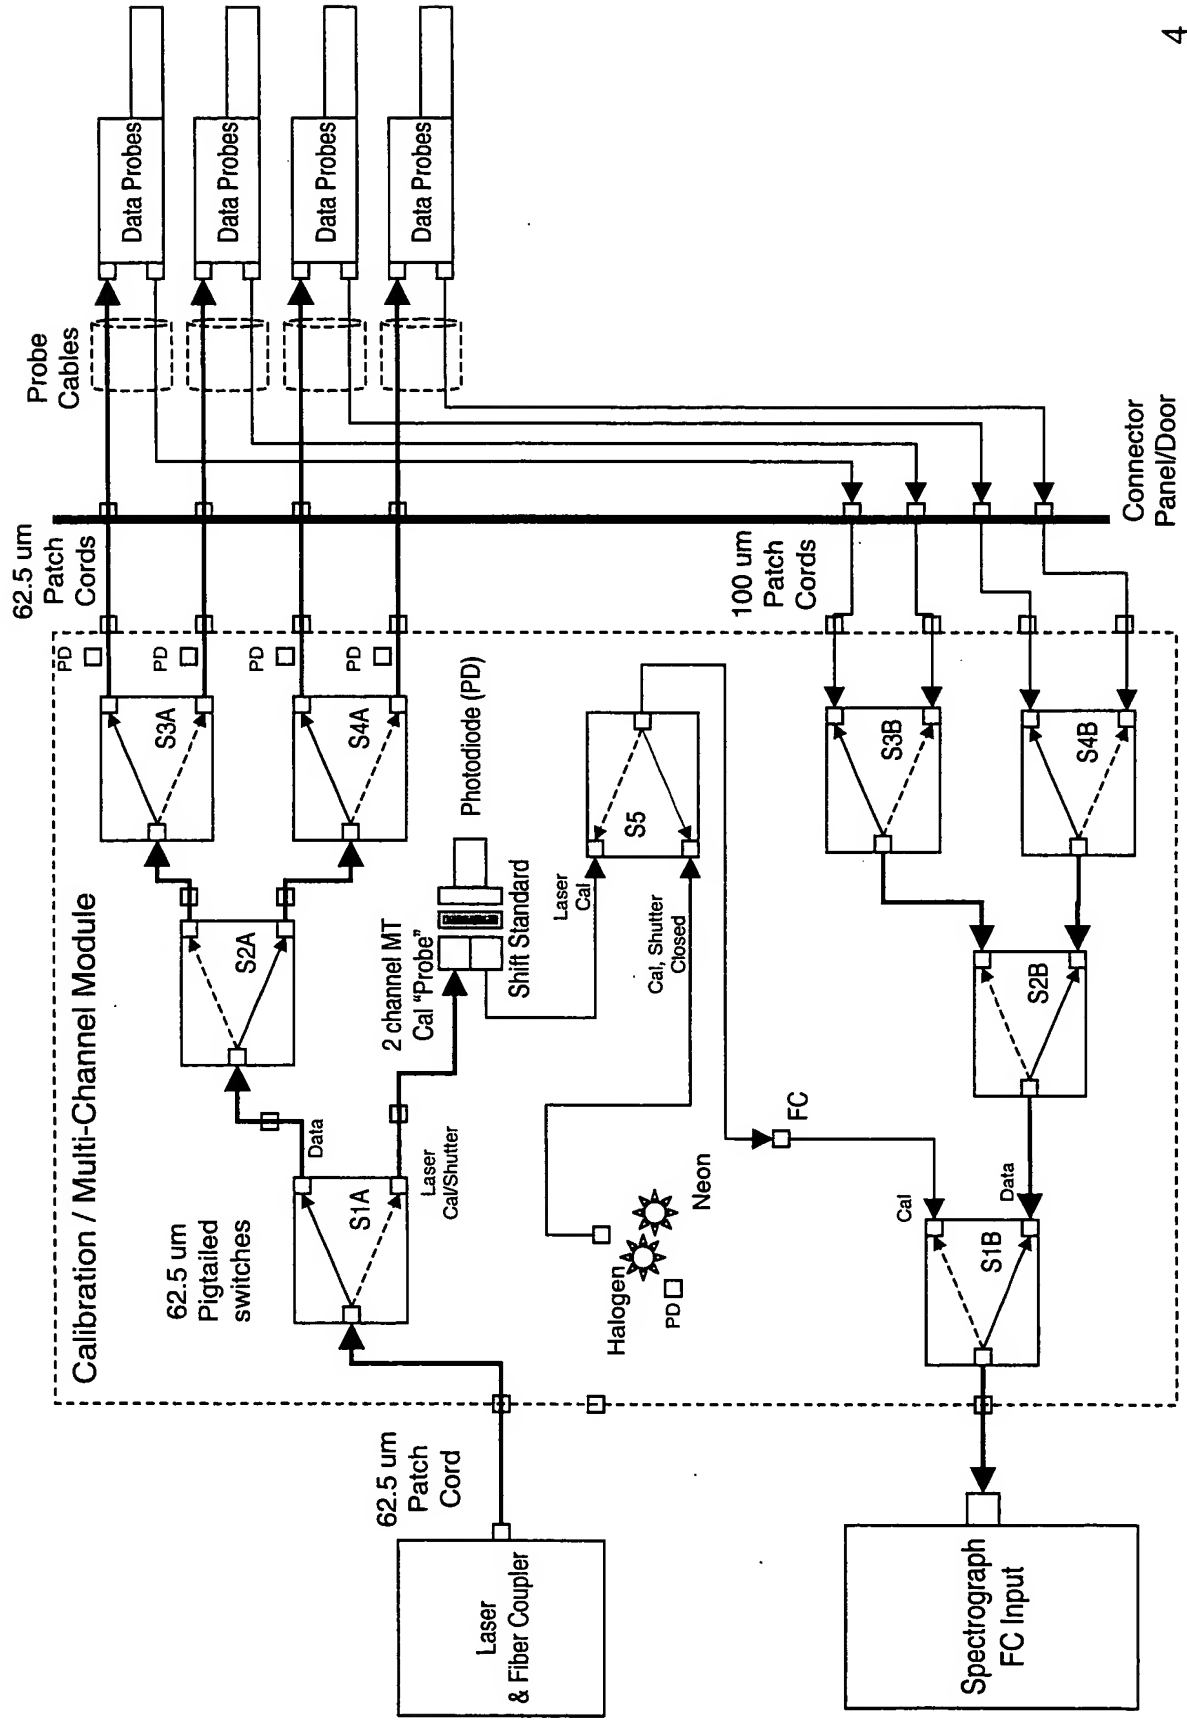 4
Calibration / Multi-Channel Module
Laser
& Fiber Coupler
62.5 um
Patch
Cord
62.5 um
Pigtailed
switches
S1A
Data
Laser
Cal/Shutter
S2A
S3A
S4A
PD
PD
PD
PD
62.5 um
Patch
Cords
Probe
Cables
Data Probes
Data Probes
Data Probes
Data Probes
2 channel MT
Cal "Probe"
Shift Standard
Photodiode (PD)
Laser
Cal
Cal, Shutter
Closed
S5
Halogen
Neon
PD
FC
Spectrograph
FC Input
S1B
Cal
Data
S2B
S3B
S4B
100 um
Patch
Cords
Connector
Panel/Door